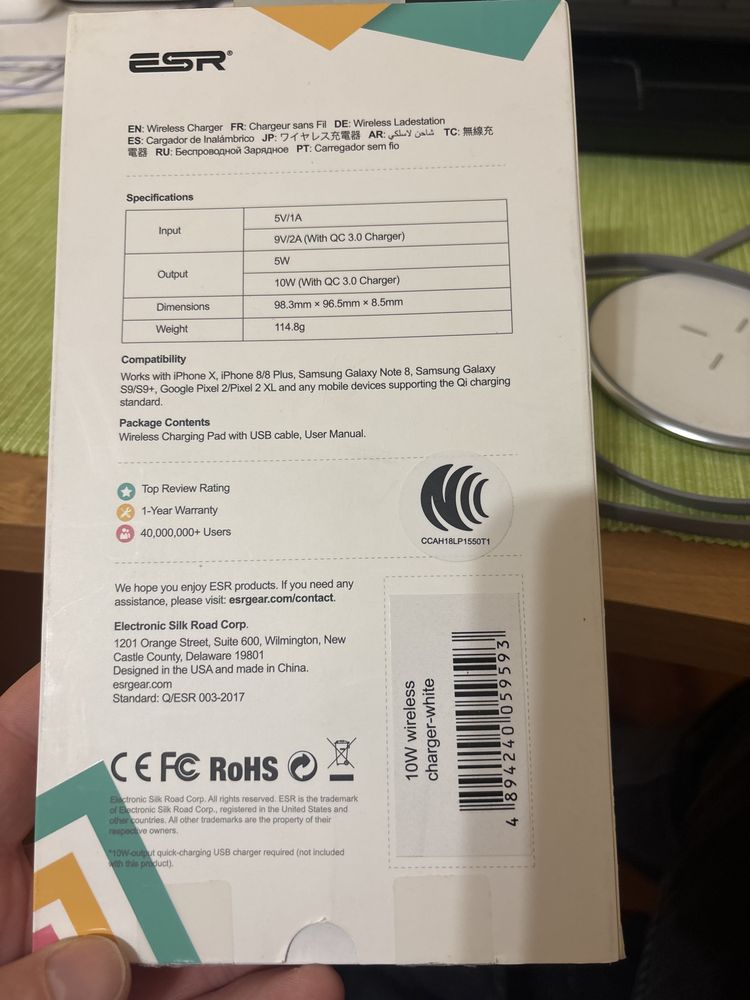 ESR®
EN: Wireless Charger FR: Chargeur sans Fil DE: Wireless Ladestation
ES: Cargador de Inalámbrico JP: ワイヤレス充電器 AR: شاحن لاسلكي TC: 無線充
電器 RU: Беспроводной Зарядное PT: Carregador sem fio
Specifications
Input
5V/1A
9V/2A (With QC 3.0 Charger)
Output
5W
10W (With QC 3.0 Charger)
Dimensions
98.3mm × 96.5mm × 8.5mm
Weight
114.8g
Compatibility
Works with iPhone X, iPhone 8/8 Plus, Samsung Galaxy Note 8, Samsung Galaxy
S9/S9+, Google Pixel 2/Pixel 2 XL and any mobile devices supporting the Qi charging
standard.
Package Contents
Wireless Charging Pad with USB cable, User Manual.
Top Review Rating
1-Year Warranty
40,000,000+ Users
CCAH18LP1550T1
We hope you enjoy ESR products. If you need any
assistance, please visit: esrgear.com/contact.
Electronic Silk Road Corp.
1201 Orange Street, Suite 600, Wilmington, New
Castle County, Delaware 19801
Designed in the USA and made in China.
esrgear.com
Standard: Q/ESR 003-2017
CE FC RoHS
Electronic Silk Road Corp. All rights reserved. ESR is the trademark
of Electronic Silk Road Corp., registered in the United States and
other countries. All other trademarks are the property of their
respective owners.
*10W-output quick-charging USB charger required (not included
with this product).
10W wireless
charger-white
4 894240 059593